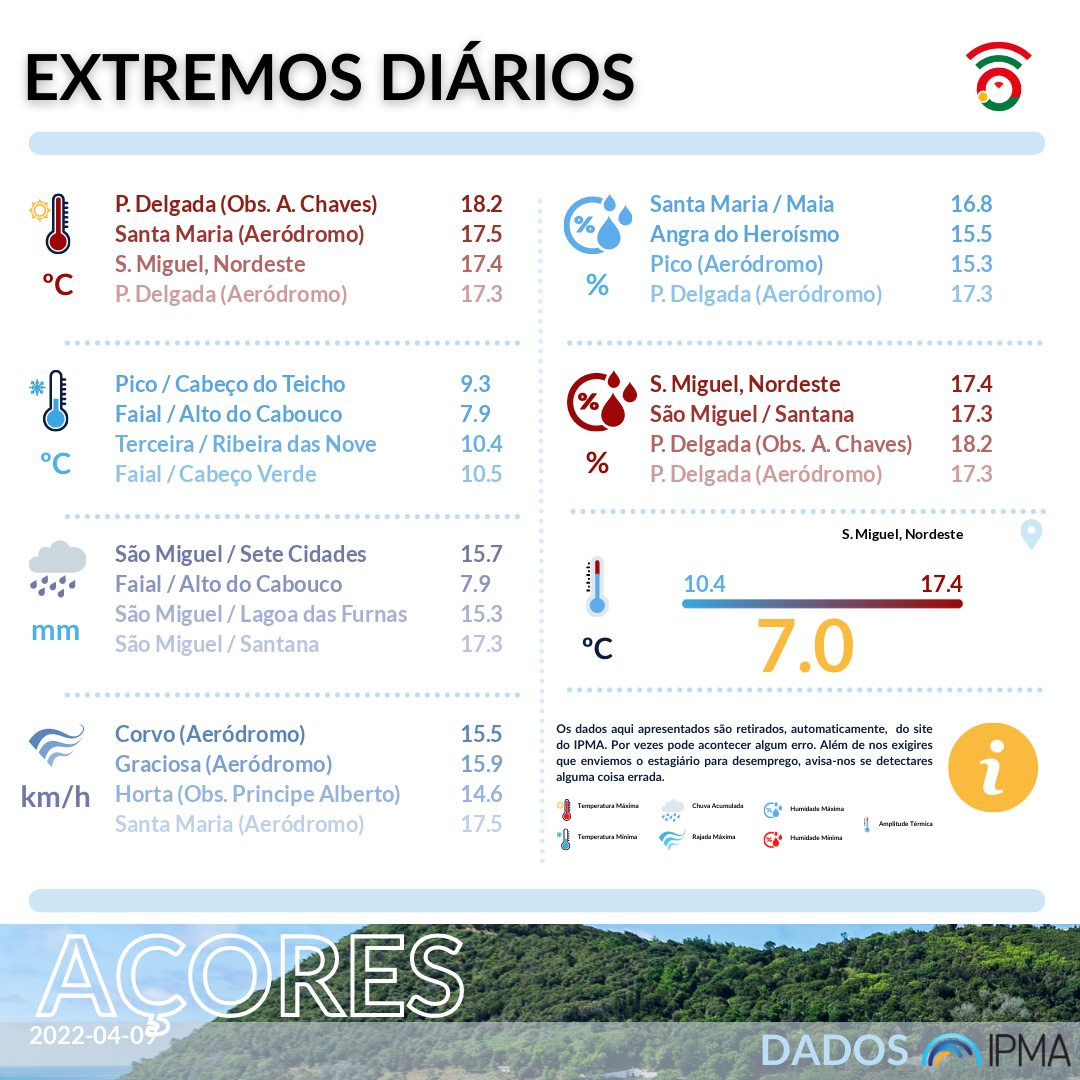 EXTREMOS DIÁRIOS
P. Delgada (Obs. A. Chaves) 18.2
Santa Maria (Aeródromo) 17.5
S. Miguel, Nordeste 17.4
P. Delgada (Aeródromo) 17.3
ºC
Santa Maria / Maia 16.8
Angra do Heroísmo 15.5
Pico (Aeródromo) 15.3
P. Delgada (Aeródromo) 17.3
%
%
Pico / Cabeço do Teicho 9.3
Faial / Alto do Cabouco 7.9
Terceira / Ribeira das Nove 10.4
Faial / Cabeço Verde 10.5
ºC
S. Miguel, Nordeste 17.4
São Miguel / Santana 17.3
P. Delgada (Obs. A. Chaves) 18.2
P. Delgada (Aeródromo) 17.3
%
%
São Miguel / Sete Cidades 15.7
Faial / Alto do Cabouco 7.9
São Miguel / Lagoa das Furnas 15.3
São Miguel / Santana 17.3
mm
S. Miguel, Nordeste
10.4 17.4
7.0
ºC
Corvo (Aeródromo) 15.5
Graciosa (Aeródromo) 15.9
Horta (Obs. Principe Alberto) 14.6
Santa Maria (Aeródromo) 17.5
km/h
Os dados aqui apresentados são retirados, automaticamente, do site
do IPMA. Por vezes pode acontecer algum erro. Além de nos exigires
que enviemos o estagiário para desemprego, avisa-nos se detectares
alguma coisa errada.
i
Temperatura Máxima
Chuva Acumulada
Humidade Máxima
Amplitude Térmica
Temperatura Mínima
Rajada Máxima
Humidade Mínima
AÇORES
2022-04-09
DADOS IPMA